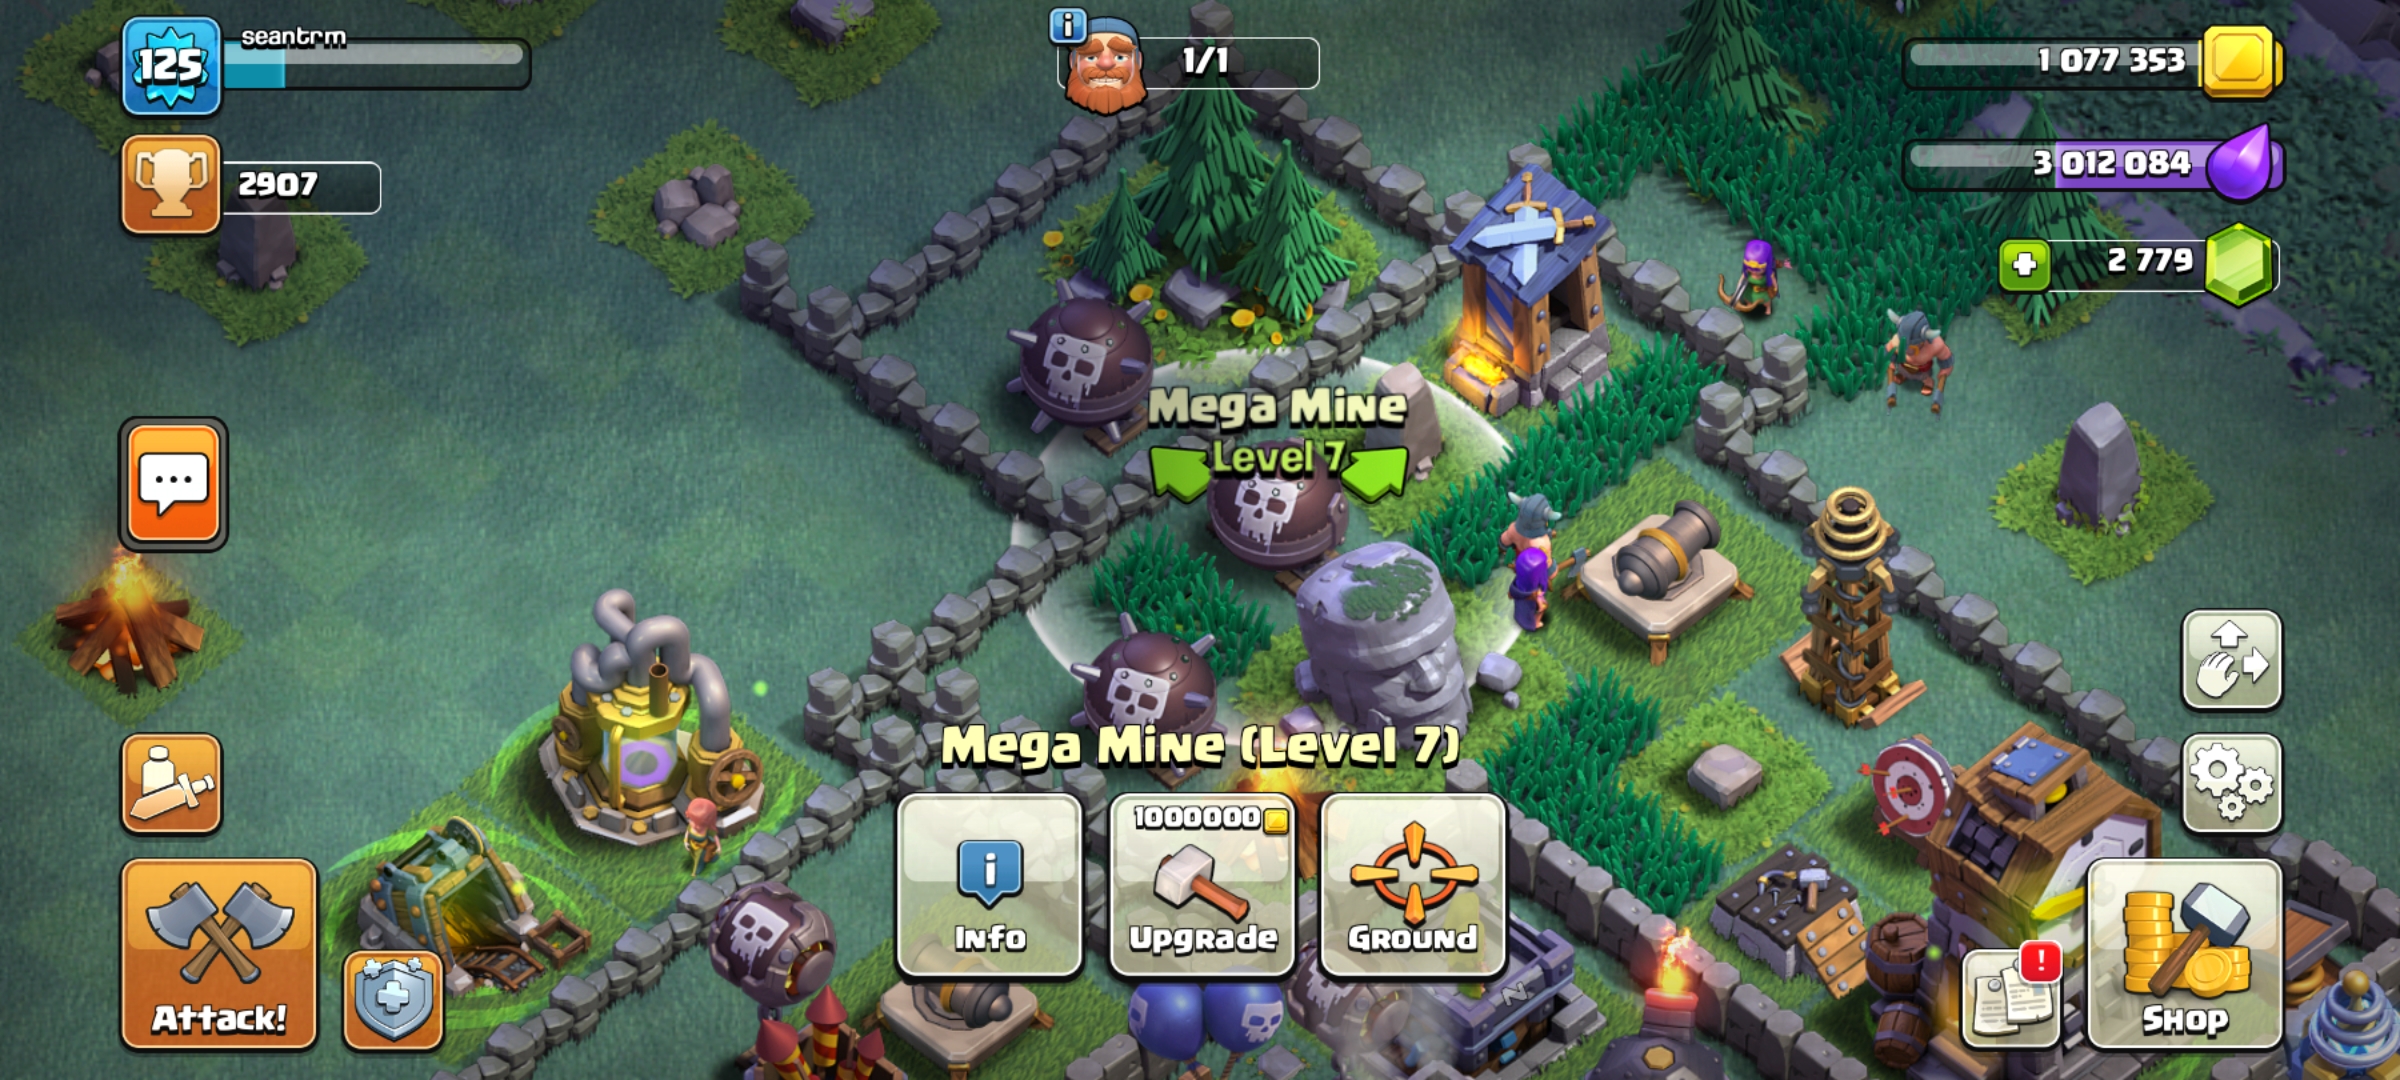 125
seantrm
1/1
1 077 353
2907
3 012 084
2 779
Mega Mine
Level 7
Mega Mine (Level 7)
1000000
Info
Upgrade
Ground
Attack!
!
Shop